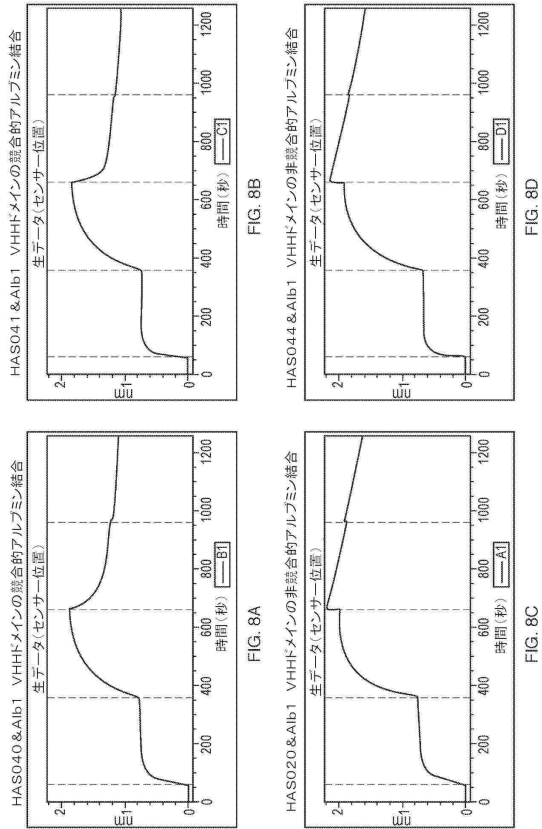 HAS040&Alb1 VHHドメインの競合的アルブミン結合
生データ(センサー位置)
nm
2
1
0
0 200 400 600 800 1000 1200
時間(秒)
B1
FIG. 8A
HAS041&Alb1 VHHドメインの競合的アルブミン結合
生データ(センサー位置)
nm
2
1
0
0 200 400 600 800 1000 1200
時間(秒)
C1
FIG. 8B
HAS020&Alb1 VHHドメインの非競合的アルブミン結合
生データ(センサー位置)
nm
2
1
0
0 200 400 600 800 1000 1200
時間(秒)
A1
FIG. 8C
HAS044&Alb1 VHHドメインの非競合的アルブミン結合
生データ(センサー位置)
nm
2
1
0
0 200 400 600 800 1000 1200
時間(秒)
D1
FIG. 8D